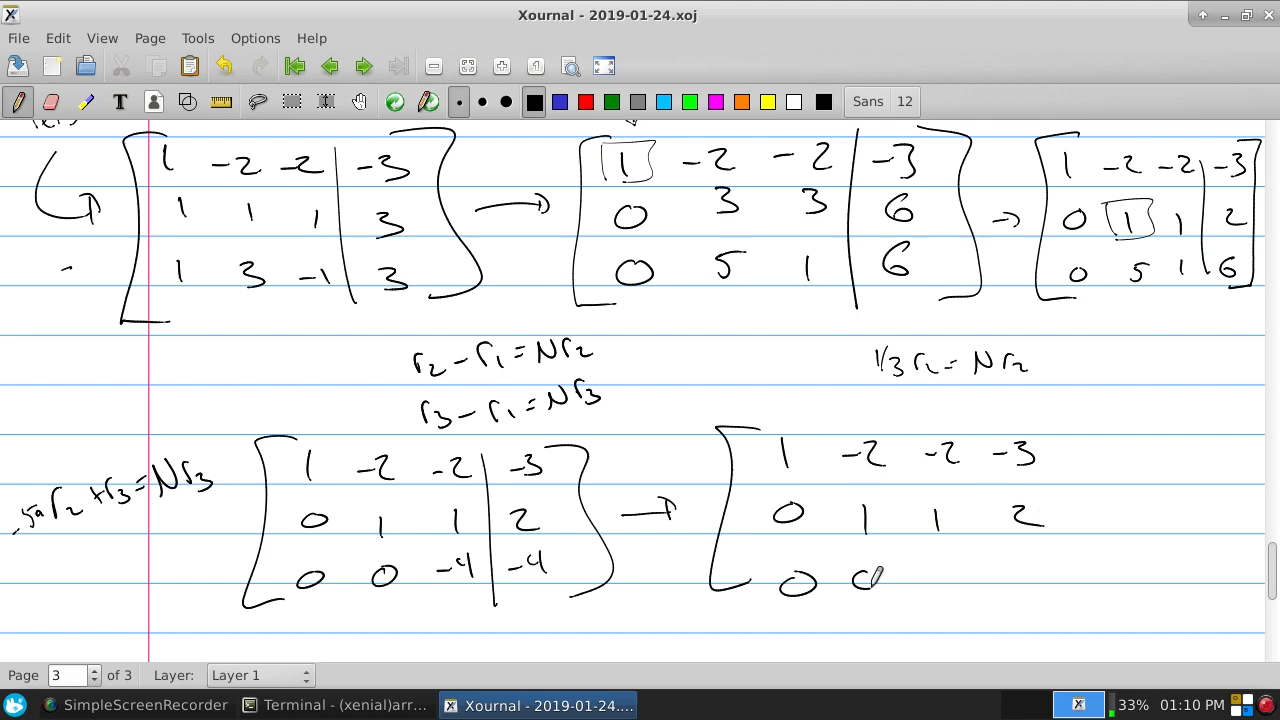 Xournal - 2019-01-24.xoj
File Edit View Page Tools Options Help
Sans 12
1 -2 -2 -3
1 1 1 3
1 3 -1 3
1 -2 -2 -3
0 3 3 6
0 5 1 6
1 -2 -2 -3
0 1 1 2
0 5 1 6
r2 - r1 = Nr2
r3 - r1 = Nr3
1/3 r2 = Nr2
r2 + r3 = Nr3
1 -2 -2 -3
0 1 1 2
0 0 -4 -4
1 -2 -2 -3
0 1 1 2
0 0
Page 3 of 3 Layer: Layer 1
SimpleScreenRecorder Terminal - (xenial)arr... Xournal - 2019-01-24.... 33% 01:10 PM